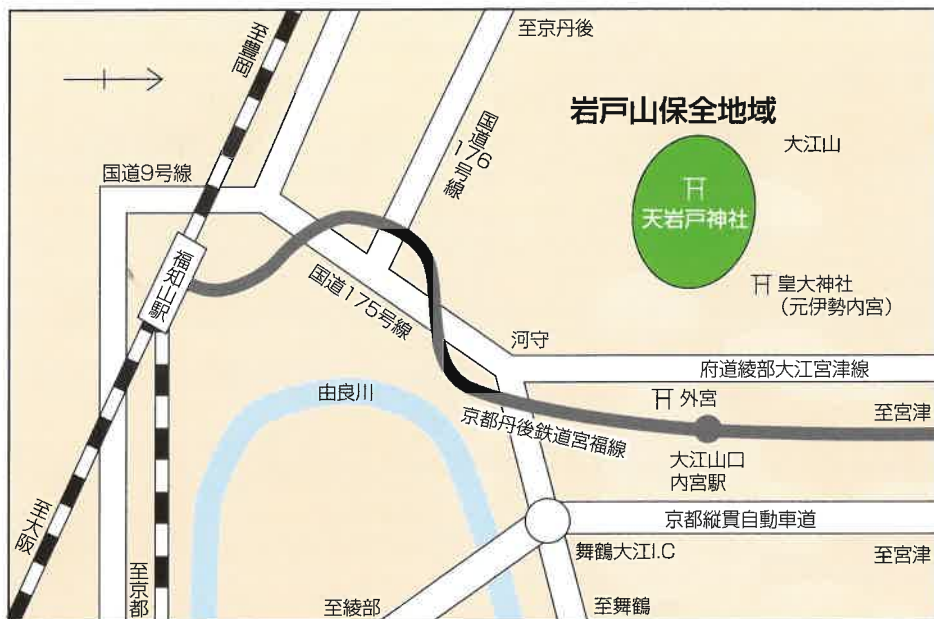 至豊岡
至京丹後
国道176号線
岩戸山保全地域
大江山
国道9号線
天岩戸神社
福知山駅
国道175号線
皇大神社
（元伊勢内宮）
河守
府道綾部大江宮津線
由良川
外宮
至宮津
京都丹後鉄道宮福線
大江山口
内宮駅
至大阪
京都縦貫自動車道
舞鶴大江I.C
至宮津
至京都
至綾部
至舞鶴